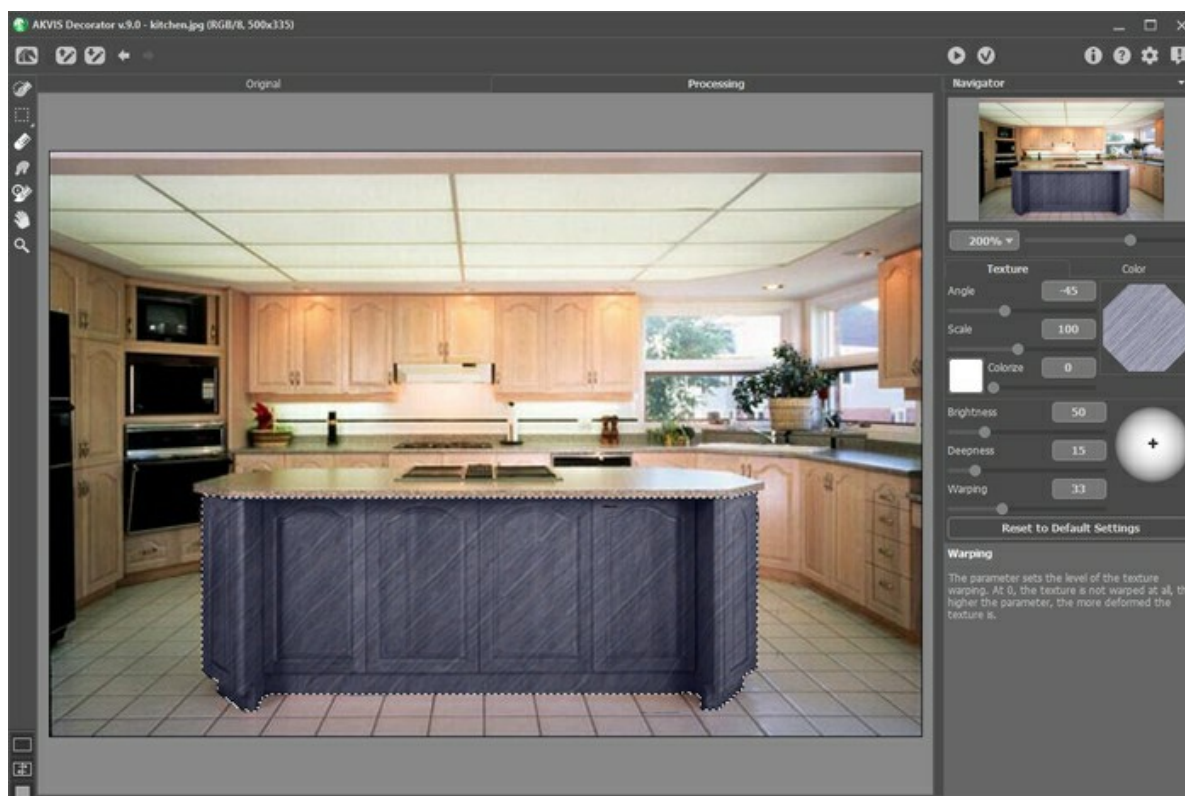 AKVIS Decorator v.9.0 - kitchen.jpg (RGB/8, 500x335)
Original
Processing
Navigator
200%
Texture
Color
Angle
-45
Scale
100
Colorize
0
Brightness
50
Deepness
15
Warping
33
Reset to Default Settings
Warping
The parameter sets the level of the texture
warping. At 0, the texture is not warped at all, th
higher the parameter, the more deformed the
texture is.